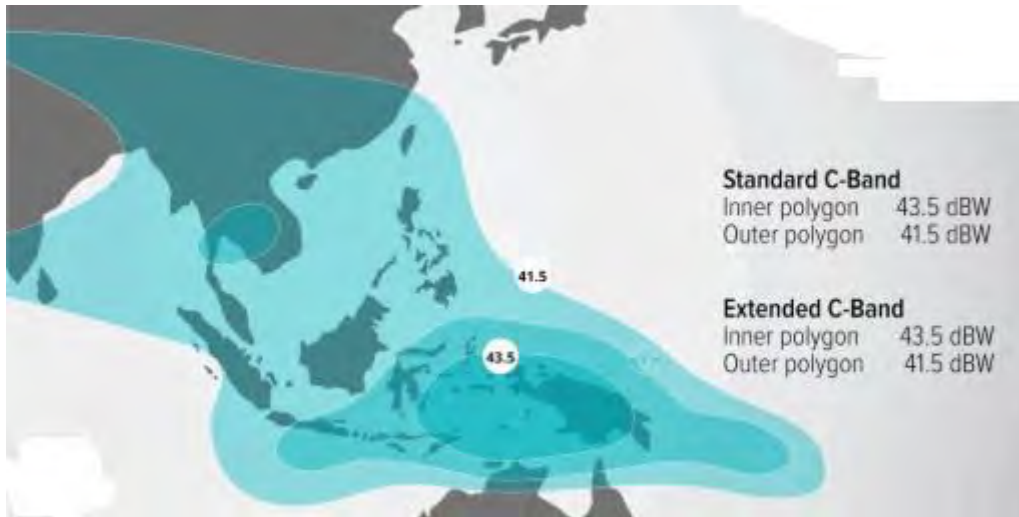 Standard C-Band
Inner polygon 43.5 dBW
Outer polygon 41.5 dBW
41.5
Extended C-Band
Inner polygon 43.5 dBW
Outer polygon 41.5 dBW
43.5